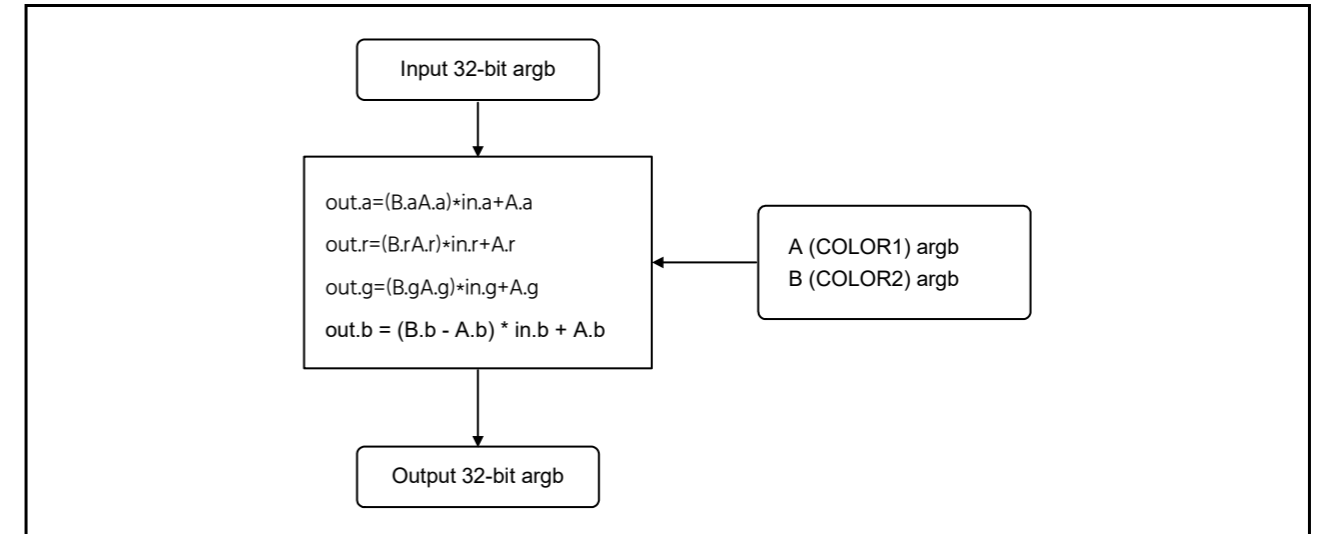 Input 32-bit argb
out.a=(B.aA.a)*in.a+A.a
out.r=(B.rA.r)*in.r+A.r
out.g=(B.gA.g)*in.g+A.g
out.b = (B.b - A.b) * in.b + A.b
A (COLOR1) argb
B (COLOR2) argb
Output 32-bit argb